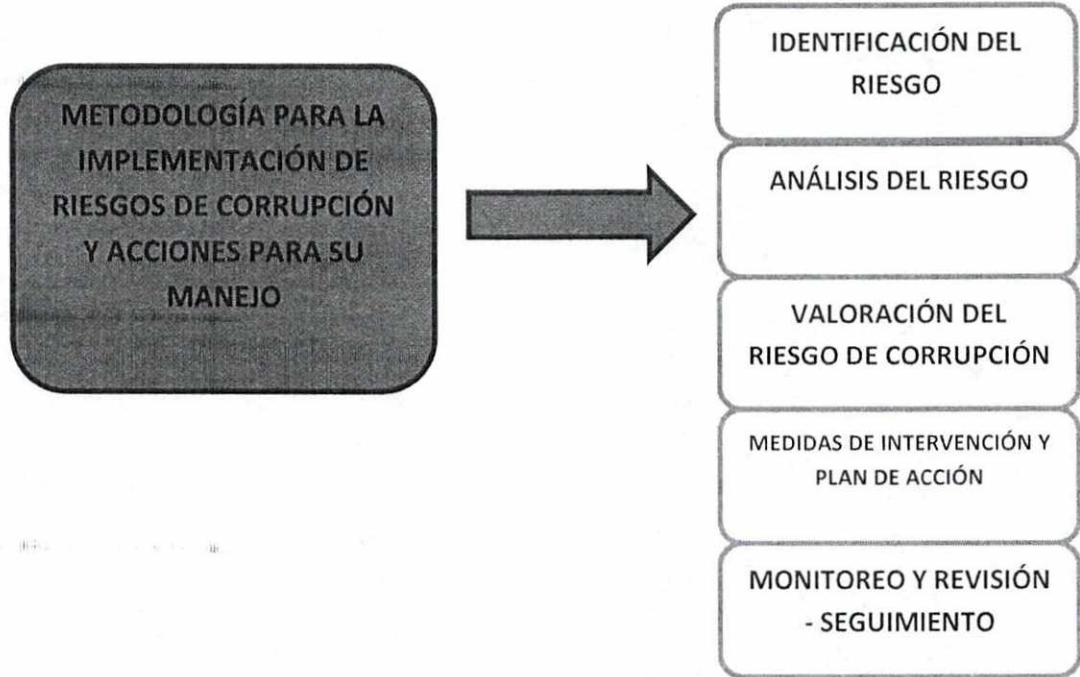 METODOLOGÍA PARA LA
IMPLEMENTACIÓN DE
RIESGOS DE CORRUPCIÓN
Y ACCIONES PARA SU
MANEJO
IDENTIFICACIÓN DEL
RIESGO
ANÁLISIS DEL RIESGO
VALORACIÓN DEL
RIESGO DE CORRUPCIÓN
MEDIDAS DE INTERVENCIÓN Y
PLAN DE ACCIÓN
MONITOREO Y REVISIÓN
- SEGUIMIENTO